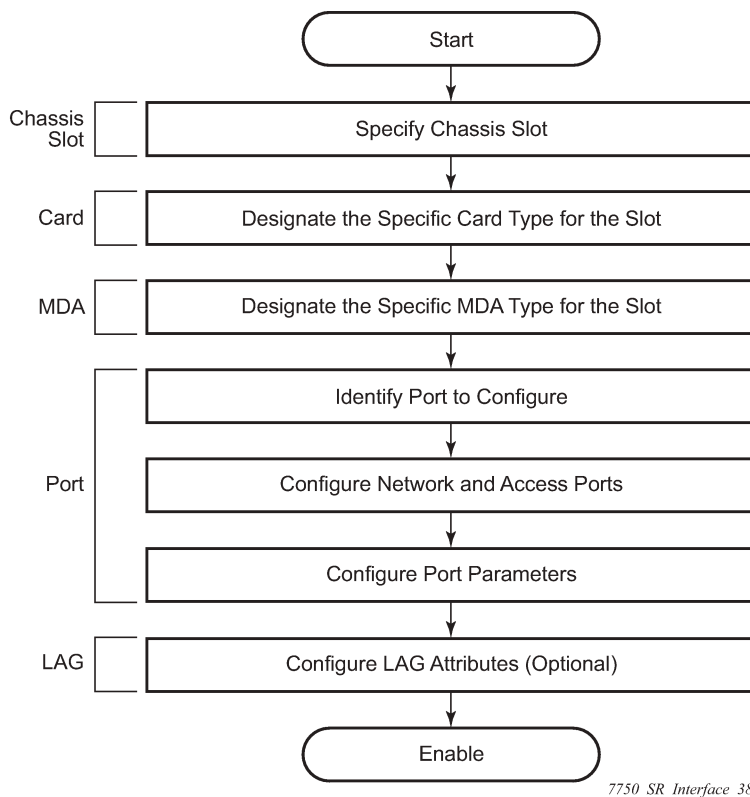 Start
Chassis
Slot
Specify Chassis Slot
Card
Designate the Specific Card Type for the Slot
MDA
Designate the Specific MDA Type for the Slot
Identify Port to Configure
Port
Configure Network and Access Ports
Configure Port Parameters
LAG
Configure LAG Attributes (Optional)
Enable
7750 SR Interface 38